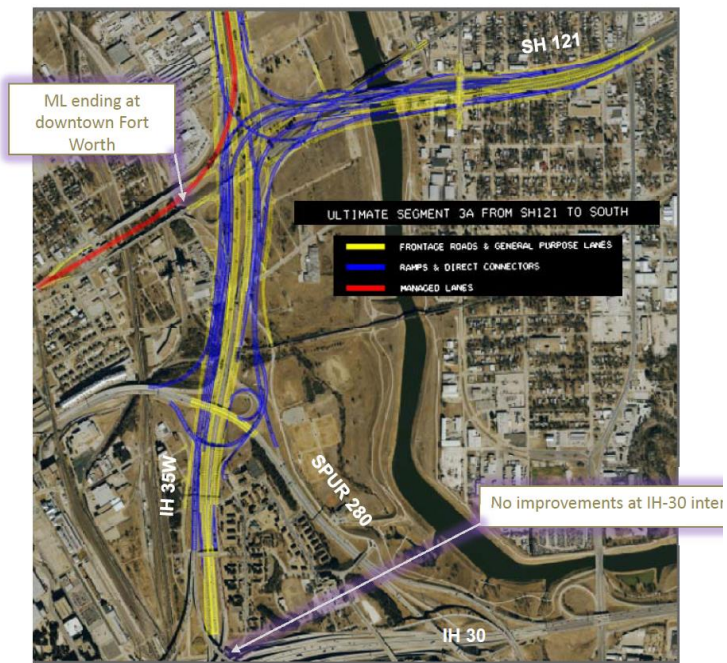 SH 121
ML ending at
downtown Fort
Worth
ULTIMATE SEGMENT 3A FROM SH121 TO SOUTH
FRONTAGE ROADS & GENERAL PURPOSE LANES
RAMPS & DIRECT CONNECTORS
MANAGED LANES
IH 35W
SPUR 280
No improvements at IH-30 inter
IH 30